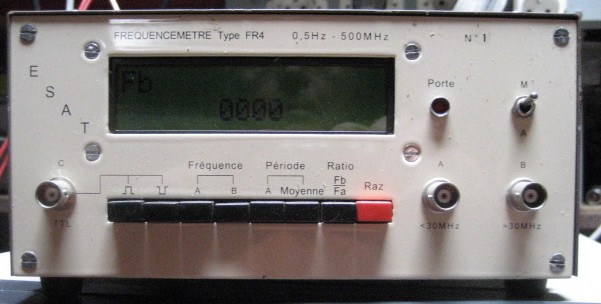 FREQUENCEMETRE Type FR4 0,5Hz - 500MHz N° 1
E
S
A
T
Fb
0000
Porte
M
A
C
Fréquence
Période
Ratio
A
B
A
Moyenne
Fb
Fa
Raz
A
B
TTL
<30MHz
>30MHz